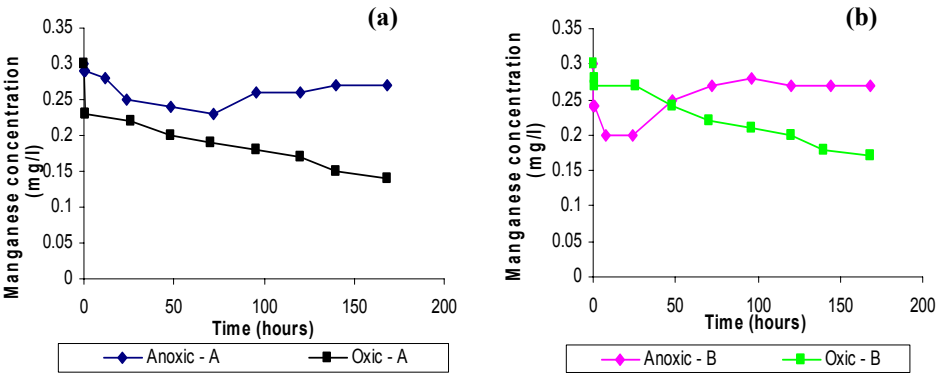 (a)
Manganese concentration
(mg/l)
0.35
0.3
0.25
0.2
0.15
0.1
0.05
0
0 50 100 150 200
Time (hours)
Anoxic - A Oxic - A
(b)
Manganese concentration
(mg/l)
0.35
0.3
0.25
0.2
0.15
0.1
0.05
0
0 50 100 150 200
Time (hours)
Anoxic - B Oxic - B